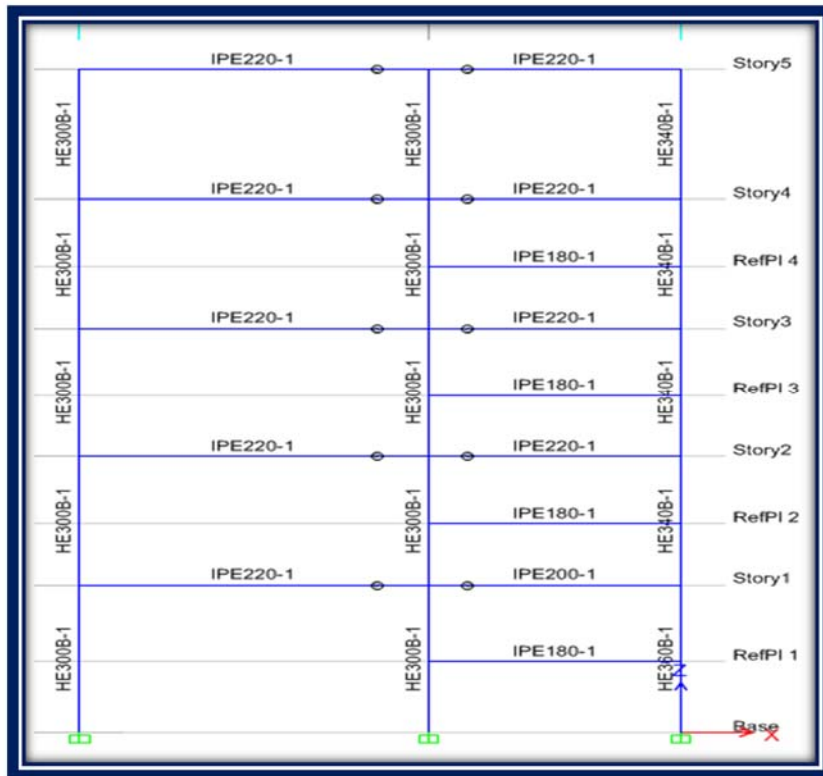 IPE220-1 IPE220-1 Story5
HE300B-1 HE300B-1 HE340B-1
IPE220-1 IPE220-1 Story4
HE300B-1 HE300B-1 HE340B-1
IPE180-1 RefPl 4
IPE220-1 IPE220-1 Story3
HE300B-1 HE300B-1 HE340B-1
IPE180-1 RefPl 3
IPE220-1 IPE220-1 Story2
HE300B-1 HE300B-1 HE340B-1
IPE180-1 RefPl 2
IPE220-1 IPE200-1 Story1
HE300B-1 HE300B-1 HE360B-1
IPE180-1 RefPl 1
Z
Base
X